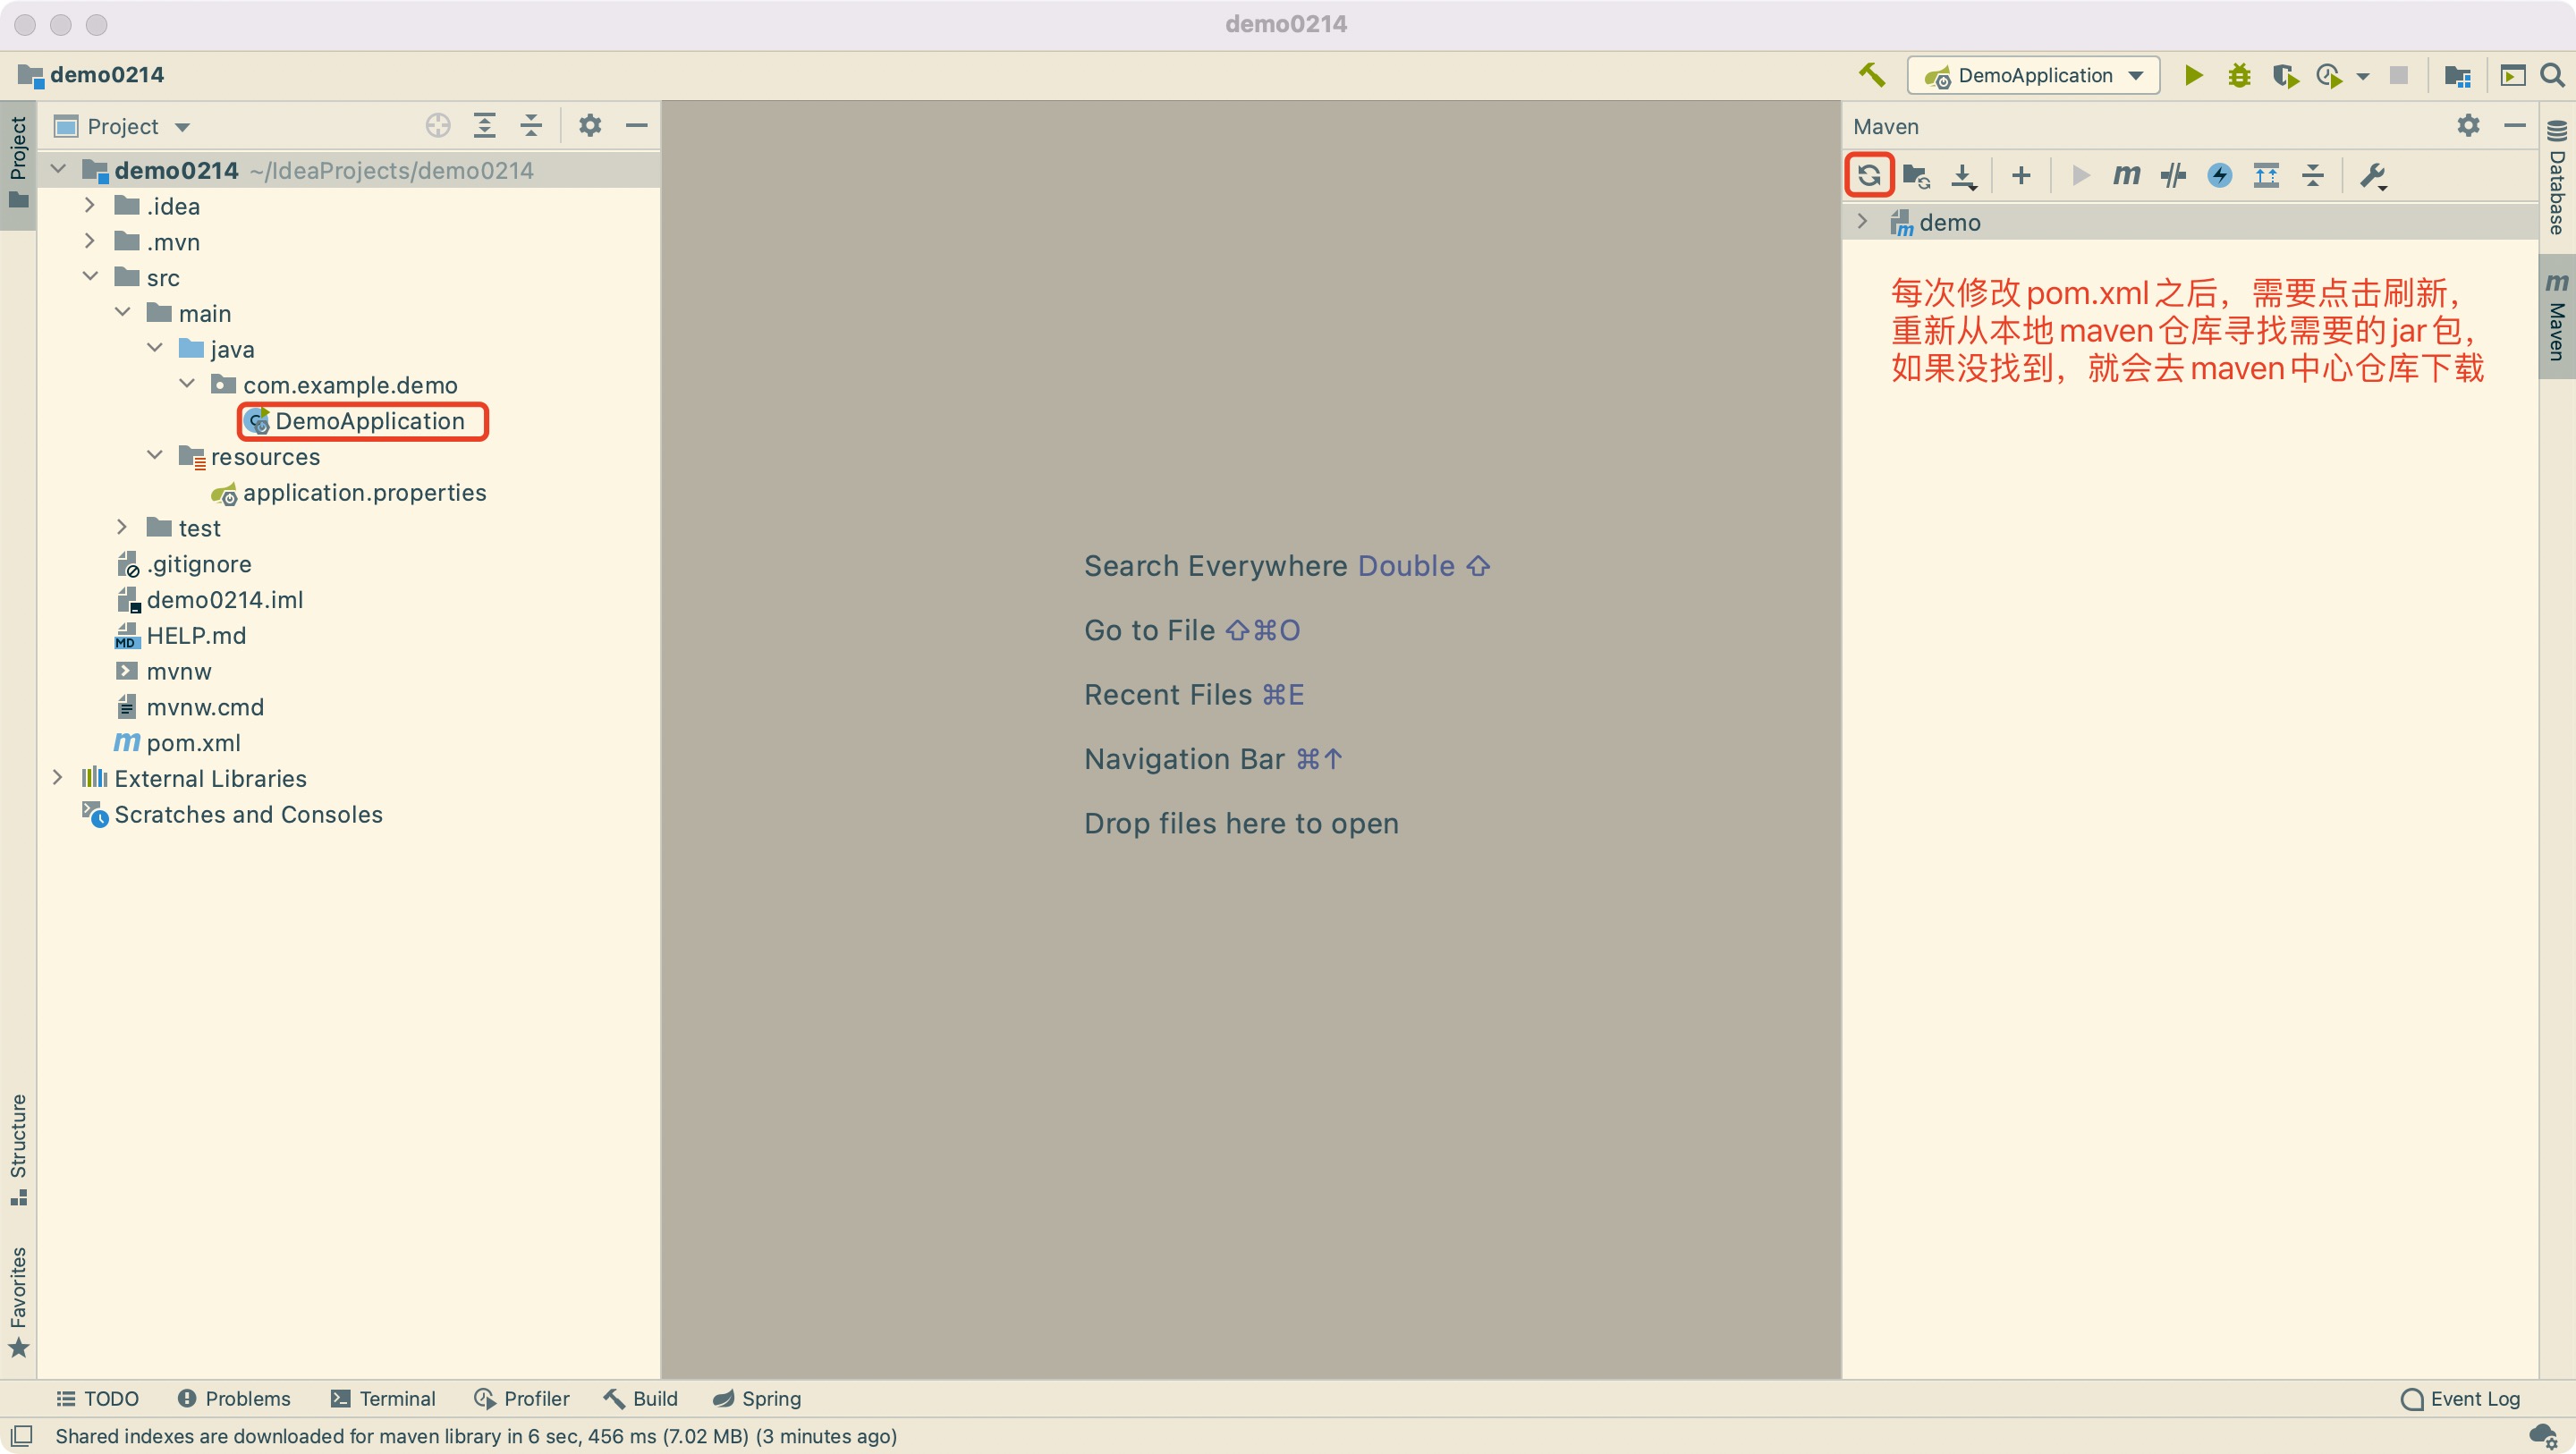 demo0214
demo0214
DemoApplication
Project
Project
demo0214 ~/IdeaProjects/demo0214
.idea
.mvn
src
main
java
com.example.demo
DemoApplication
resources
application.properties
test
.gitignore
demo0214.iml
HELP.md
mvnw
mvnw.cmd
pom.xml
External Libraries
Scratches and Consoles
Structure
Favorites
Search Everywhere Double ⇧
Go to File ⇧⌘O
Recent Files ⌘E
Navigation Bar ⌘↑
Drop files here to open
Maven
demo
每次修改pom.xml之后，需要点击刷新，
重新从本地maven仓库寻找需要的jar包，
如果没找到，就会去maven中心仓库下载
Database
Maven
TODO
Problems
Terminal
Profiler
Build
Spring
Event Log
Shared indexes are downloaded for maven library in 6 sec, 456 ms (7.02 MB) (3 minutes ago)